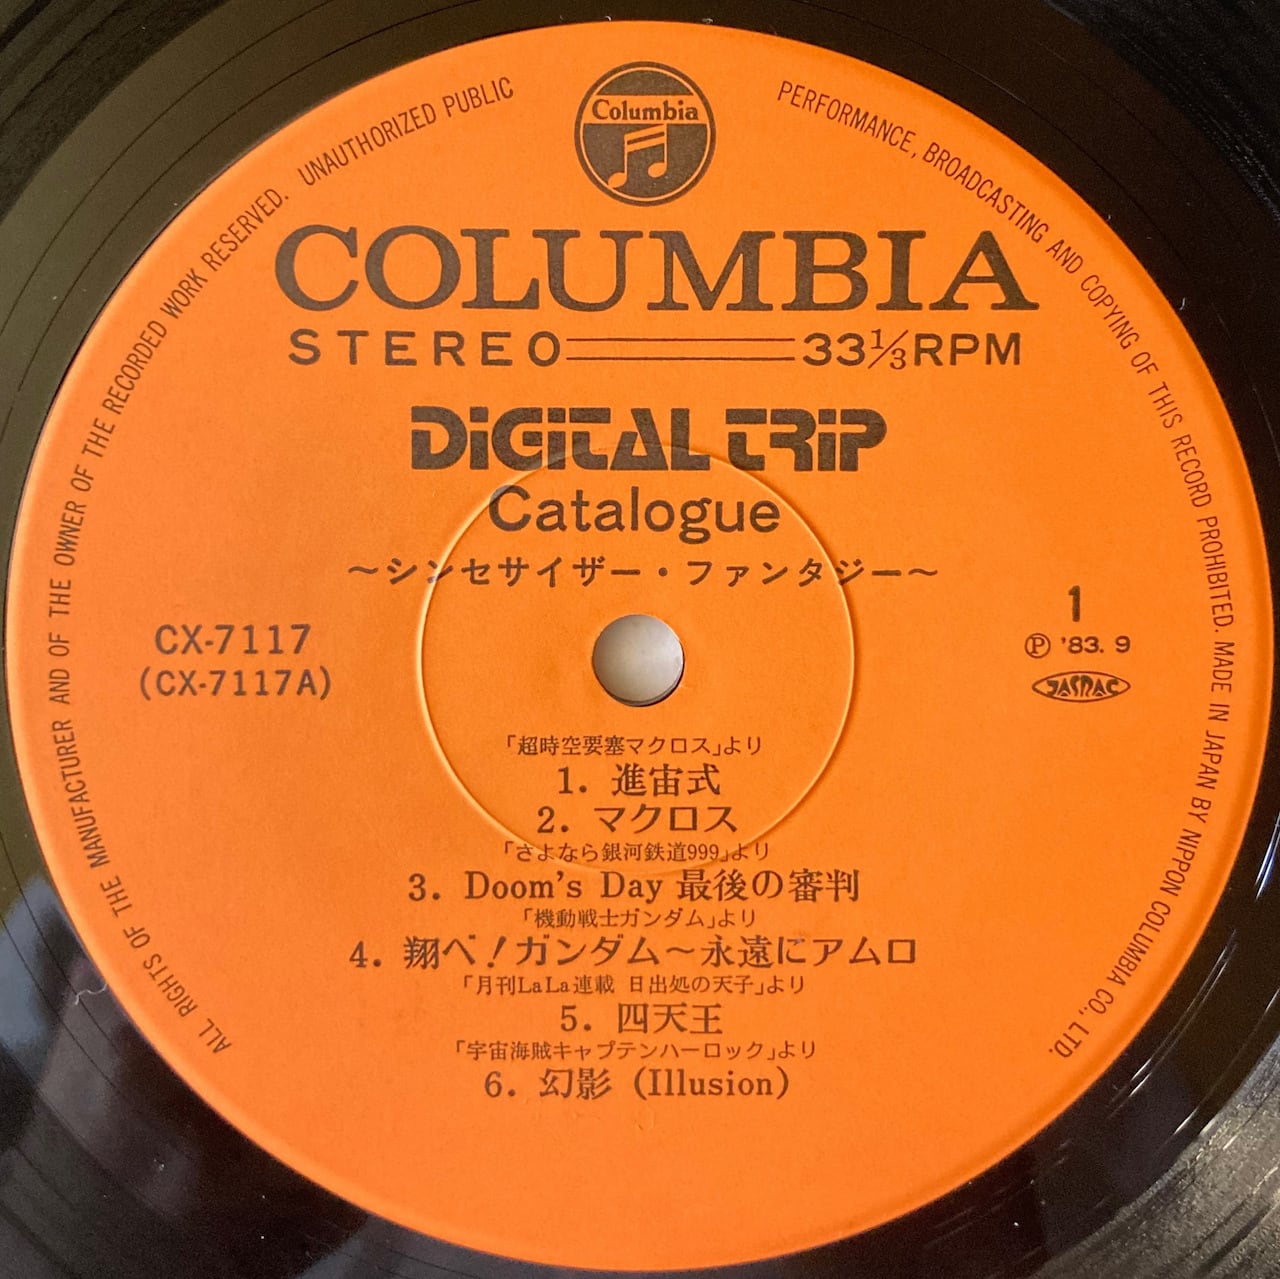 ALL RIGHTS OF THE MANUFACTURER AND OF THE OWNER OF THE RECORDED WORK RESERVED. UNAUTHORIZED PUBLIC PERFORMANCE, BROADCASTING AND COPYING OF THIS RECORD PROHIBITED. MADE IN JAPAN BY NIPPON COLUMBIA CO., LTD.
Columbia
COLUMBIA
STEREO 33 1/3 RPM
DiGiTAL TRiP
Catalogue
〜シンセサイザー・ファンタジー〜
CX-7117
(CX-7117A)
1
Ⓟ '83. 9
JASRAC
「超時空要塞マクロス」より
1. 進宙式
2. マクロス
「さよなら銀河鉄道999」より
3. Doom's Day 最後の審判
「機動戦士ガンダム」より
4. 翔べ!ガンダム〜永遠にアムロ
「月刊LaLa連載 日出処の天子」より
5. 四天王
「宇宙海賊キャプテンハーロック」より
6. 幻影 (Illusion)